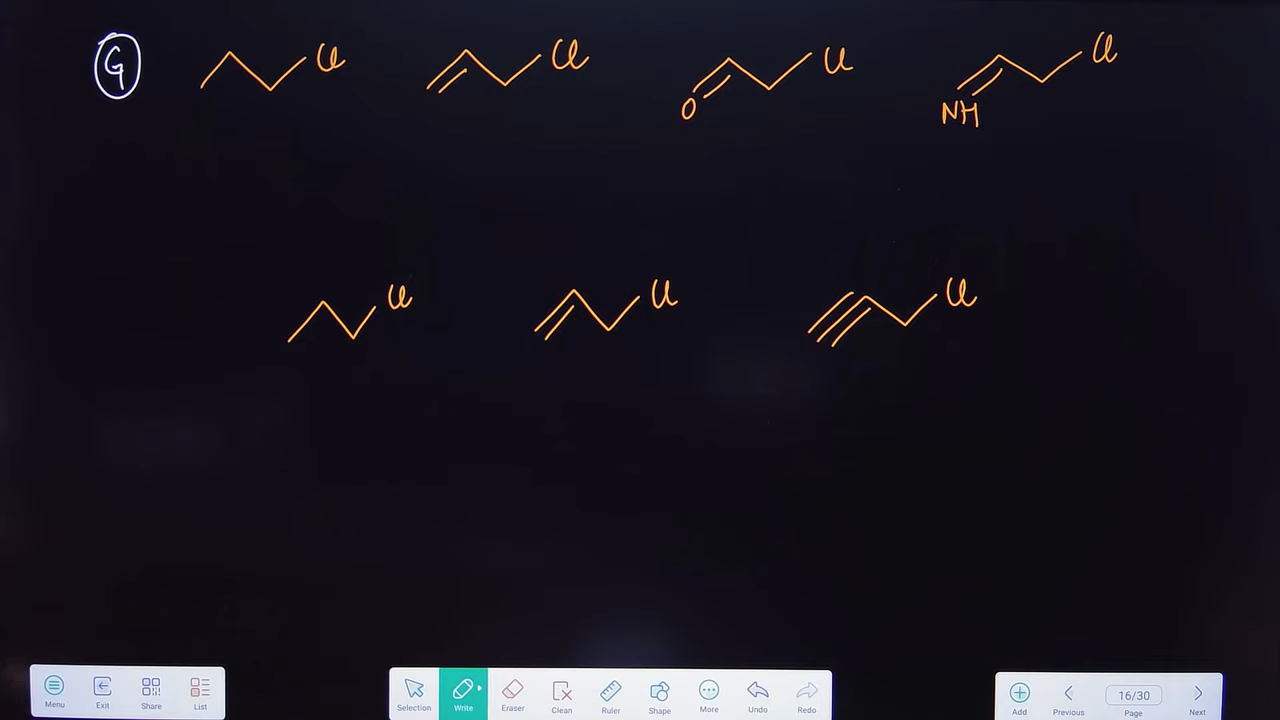 G Cl Cl Cl Cl
O NH
Cl Cl Cl
Menu Exit Share List Selection Write Eraser Clean Ruler Shape More Undo Redo Add Previous 16/30 Page Next